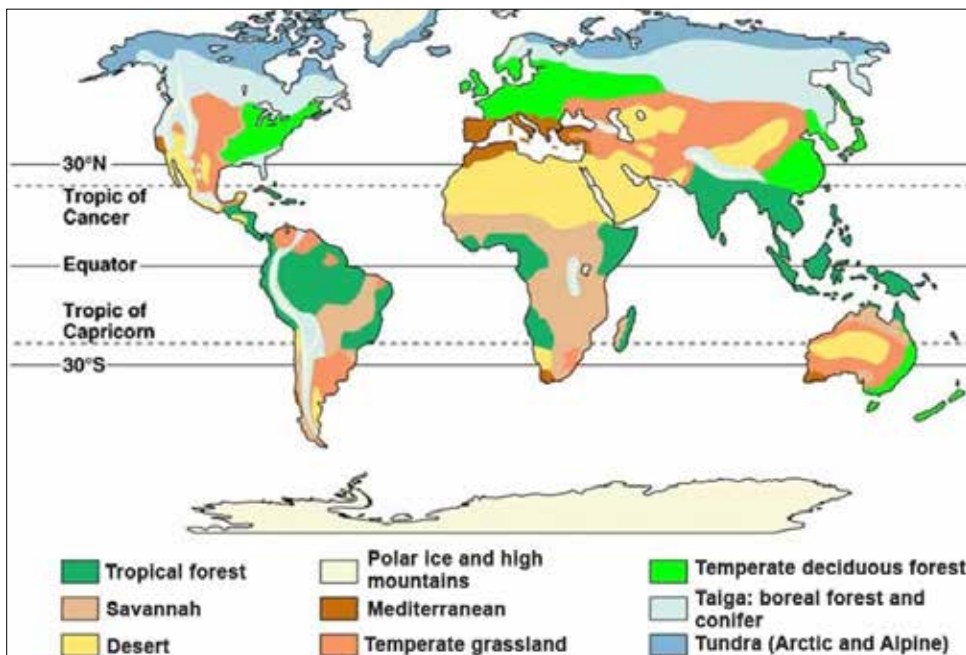 30°N
Tropic of
Cancer
Equator
Tropic of
Capricorn
30°S
Tropical forest
Savannah
Desert
Polar ice and high
mountains
Mediterranean
Temperate grassland
Temperate deciduous forest
Taiga: boreal forest and
conifer
Tundra (Arctic and Alpine)